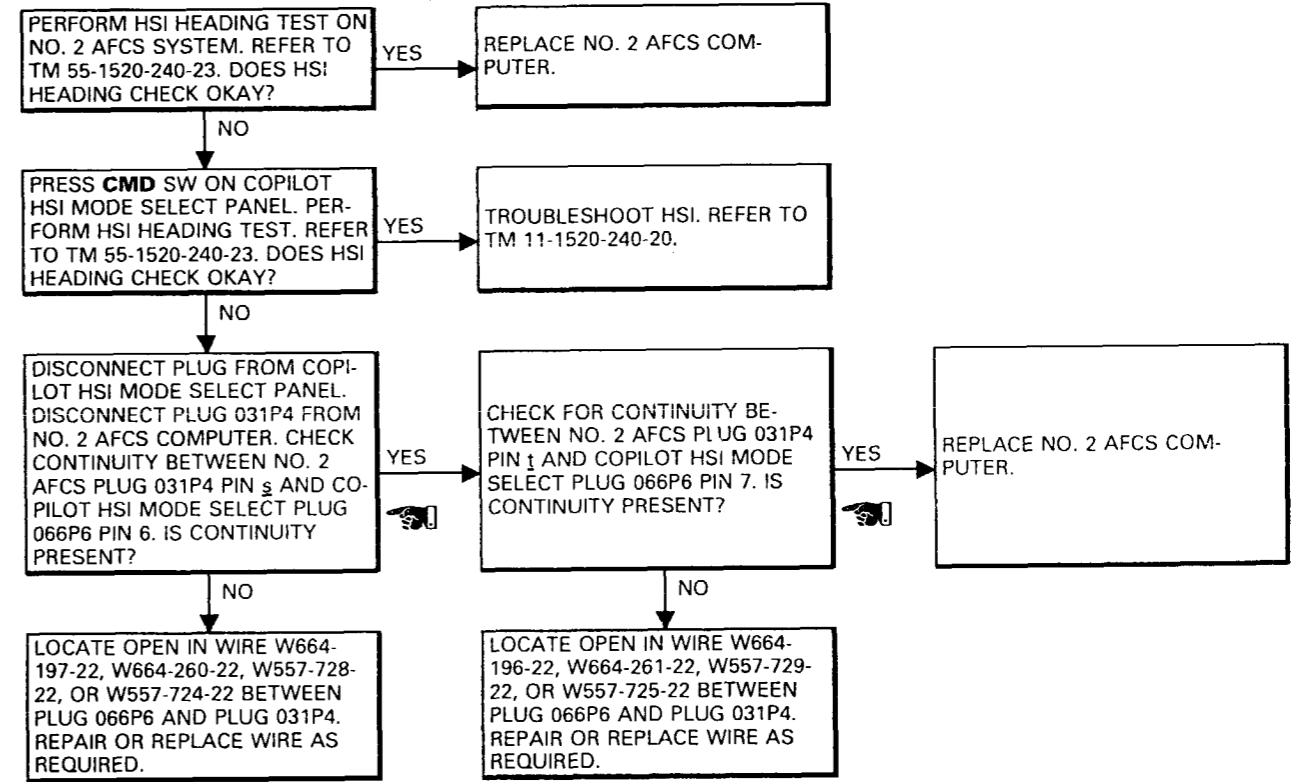 PERFORM HSI HEADING TEST ON
NO. 2 AFCS SYSTEM. REFER TO
TM 55-1520-240-23. DOES HSI
HEADING CHECK OKAY?
YES
REPLACE NO. 2 AFCS COM-
PUTER.
NO
PRESS CMD SW ON COPILOT
HSI MODE SELECT PANEL. PER-
FORM HSI HEADING TEST. REFER
TO TM 55-1520-240-23. DOES HSI
HEADING CHECK OKAY?
YES
TROUBLESHOOT HSI. REFER TO
TM 11-1520-240-20.
NO
DISCONNECT PLUG FROM COPI-
LOT HSI MODE SELECT PANEL.
DISCONNECT PLUG 031P4 FROM
NO. 2 AFCS COMPUTER. CHECK
CONTINUITY BETWEEN NO. 2
AFCS PLUG 031P4 PIN s AND CO-
PILOT HSI MODE SELECT PLUG
066P6 PIN 6. IS CONTINUITY
PRESENT?
YES
CHECK FOR CONTINUITY BE-
TWEEN NO. 2 AFCS PLUG 031P4
PIN t AND COPILOT HSI MODE
SELECT PLUG 066P6 PIN 7. IS
CONTINUITY PRESENT?
YES
REPLACE NO. 2 AFCS COM-
PUTER.
NO
LOCATE OPEN IN WIRE W664-
197-22, W664-260-22, W557-728-
22, OR W557-724-22 BETWEEN
PLUG 066P6 AND PLUG 031P4.
REPAIR OR REPLACE WIRE AS
REQUIRED.
NO
LOCATE OPEN IN WIRE W664-
196-22, W664-261-22, W557-729-
22, OR W557-725-22 BETWEEN
PLUG 066P6 AND PLUG 031P4.
REPAIR OR REPLACE WIRE AS
REQUIRED.